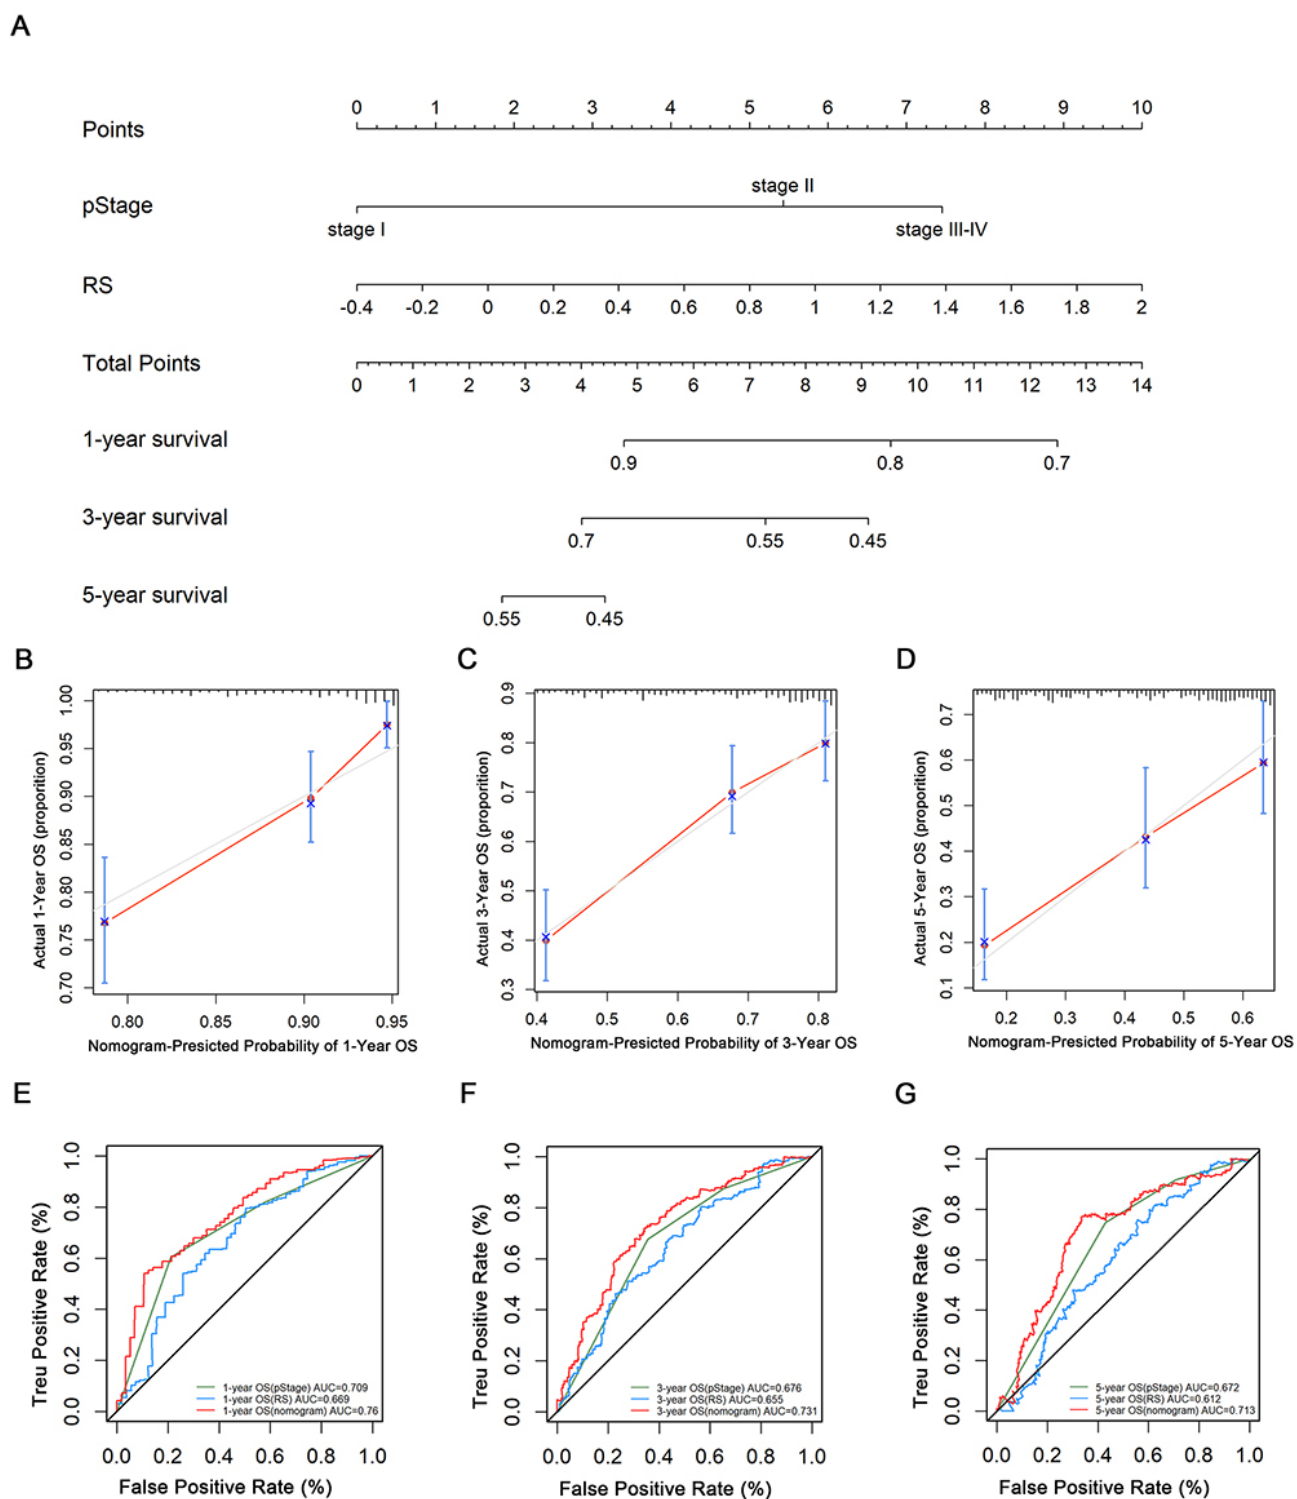 A
0 1 2 3 4 5 6 7 8 9 10
Points
stage II
pStage
stage I stage III-IV
RS
-0.4 -0.2 0 0.2 0.4 0.6 0.8 1 1.2 1.4 1.6 1.8 2
Total Points
0 1 2 3 4 5 6 7 8 9 10 11 12 13 14
1-year survival
0.9 0.8 0.7
3-year survival
0.7 0.55 0.45
5-year survival
0.55 0.45
B
Actual 1-Year OS (proporition)
1.00
0.95
0.90
0.85
0.80
0.75
0.70
0.80 0.85 0.90 0.95
Nomogram-Presicted Probability of 1-Year OS
C
Actual 3-Year OS (proporition)
0.9
0.8
0.7
0.6
0.5
0.4
0.3
0.4 0.5 0.6 0.7 0.8
Nomogram-Presicted Probability of 3-Year OS
D
Actual 5-Year OS (proporition)
0.7
0.6
0.5
0.4
0.3
0.2
0.1
0.2 0.3 0.4 0.5 0.6
Nomogram-Presicted Probability of 5-Year OS
E
Treu Positive Rate (%)
1.0
0.8
0.6
0.4
0.2
0.0
1-year OS(pStage) AUC=0.709
1-year OS(RS) AUC=0.669
1-year OS(nomogram) AUC=0.76
0.0 0.2 0.4 0.6 0.8 1.0
False Positive Rate (%)
F
Treu Positive Rate (%)
1.0
0.8
0.6
0.4
0.2
0.0
3-year OS(pStage) AUC=0.676
3-year OS(RS) AUC=0.655
3-year OS(nomogram) AUC=0.731
0.0 0.2 0.4 0.6 0.8 1.0
False Positive Rate (%)
G
Treu Positive Rate (%)
1.0
0.8
0.6
0.4
0.2
0.0
5-year OS(pStage) AUC=0.672
5-year OS(RS) AUC=0.612
5-year OS(nomogram) AUC=0.713
0.0 0.2 0.4 0.6 0.8 1.0
False Positive Rate (%)